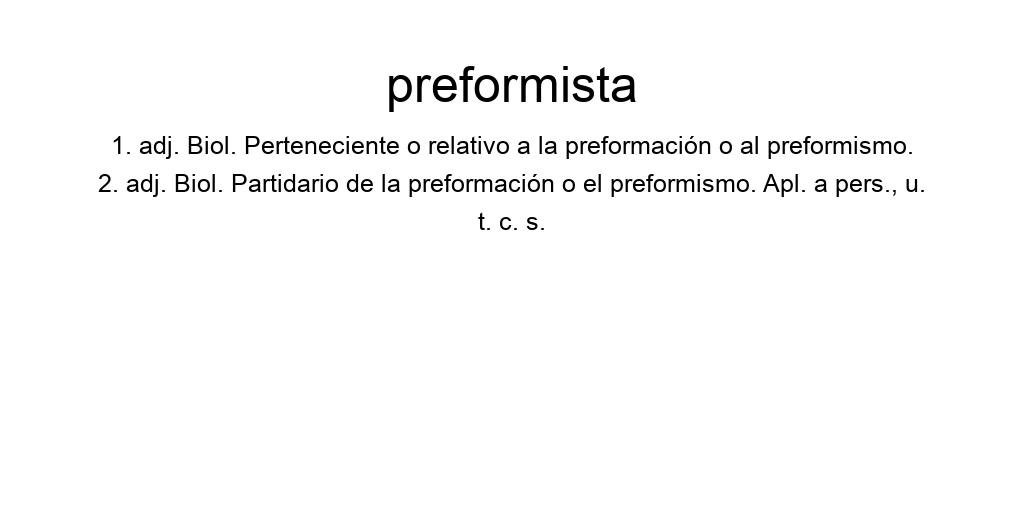 preformista
1. adj. Biol. Perteneciente o relativo a la preformación o al preformismo.
2. adj. Biol. Partidario de la preformación o el preformismo. Apl. a pers., u.
t. c. s.